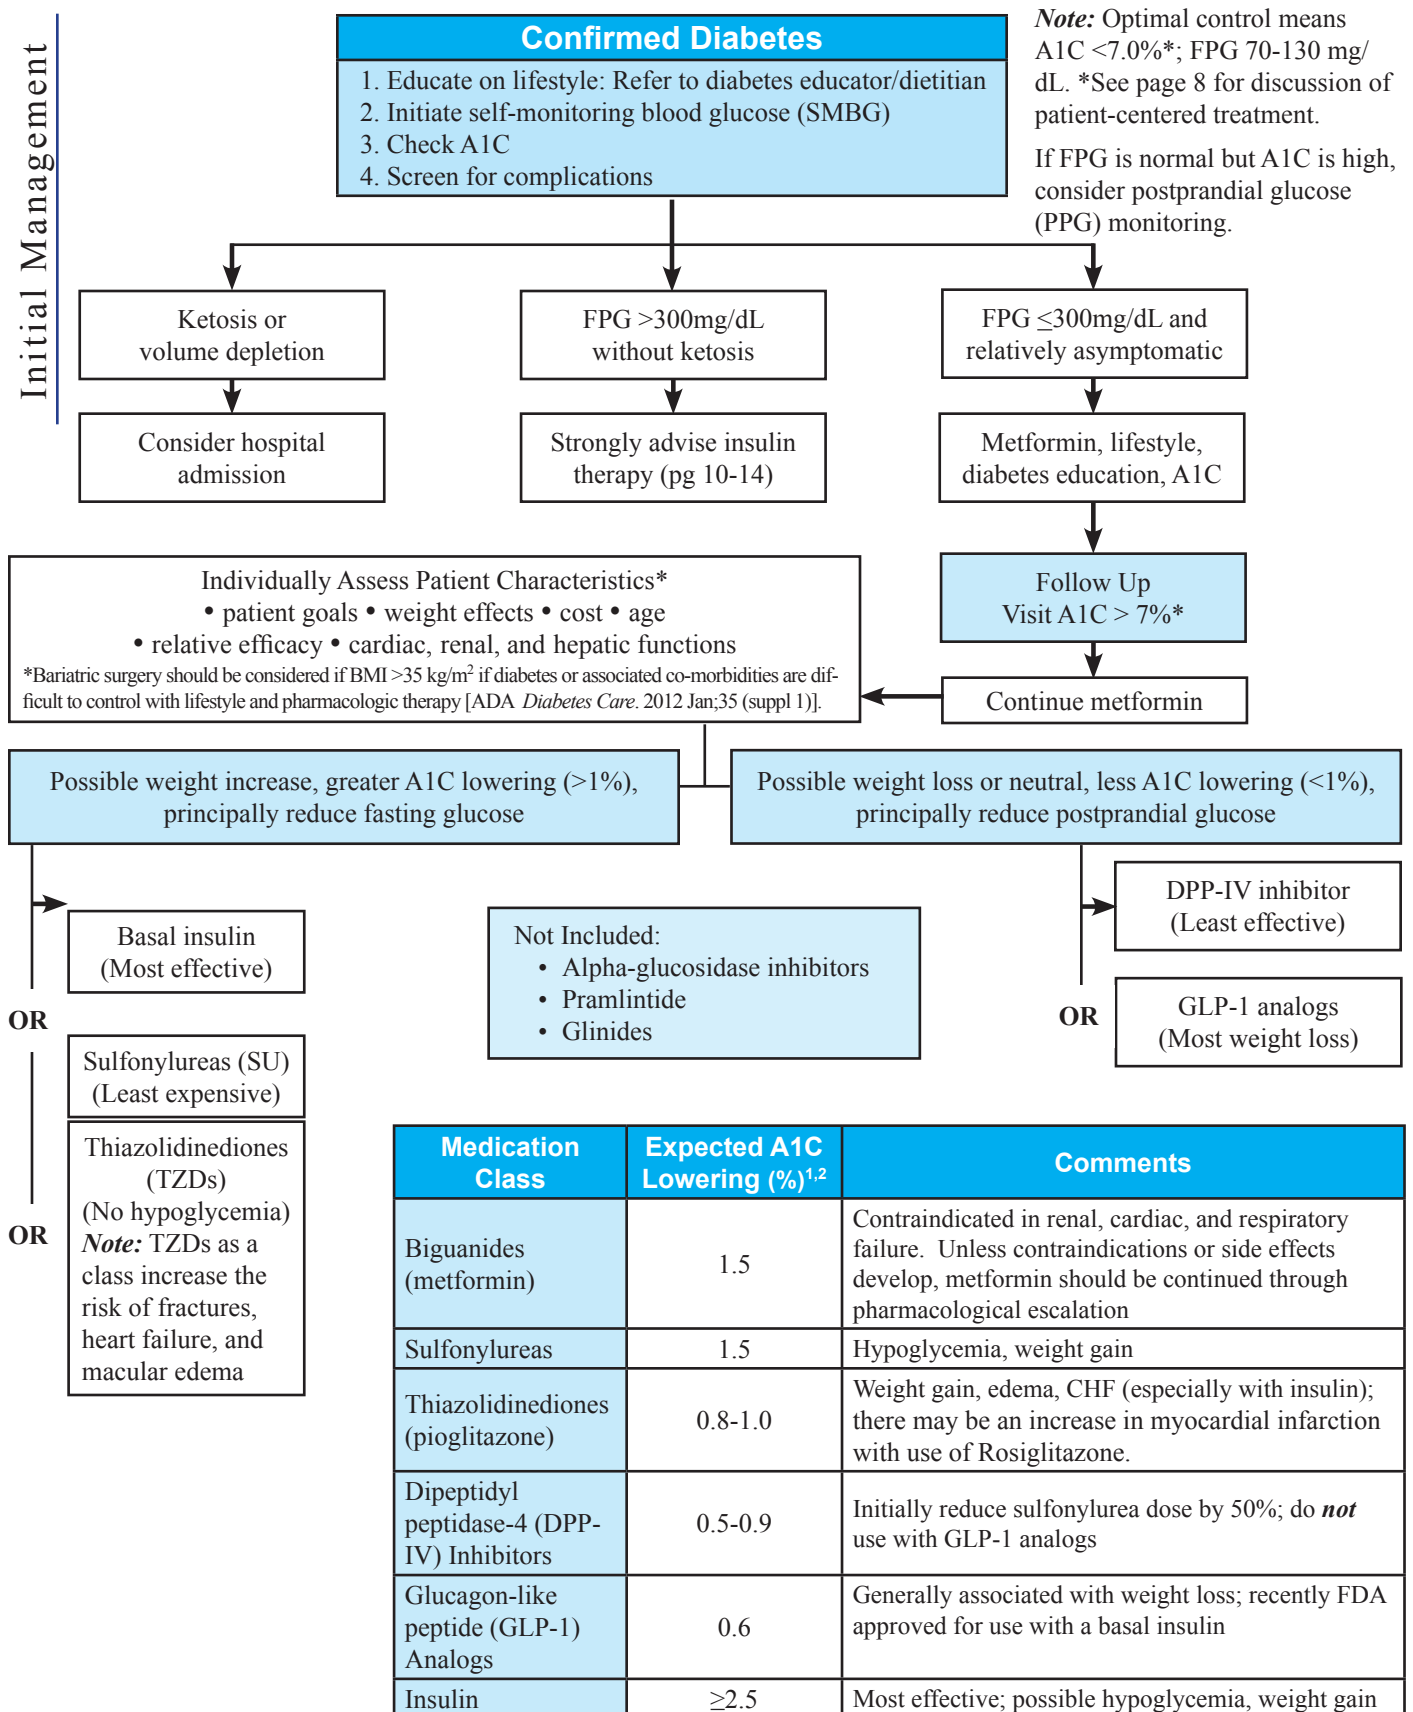 Initial Management
Confirmed Diabetes
1. Educate on lifestyle: Refer to diabetes educator/dietitian
2. Initiate self-monitoring blood glucose (SMBG)
3. Check A1C
4. Screen for complications
Note: Optimal control means
A1C <7.0%*; FPG 70-130 mg/
dL. *See page 8 for discussion of
patient-centered treatment.
If FPG is normal but A1C is high,
consider postprandial glucose
(PPG) monitoring.
Ketosis or
volume depletion
FPG >300mg/dL
without ketosis
FPG ≤300mg/dL and
relatively asymptomatic
Consider hospital
admission
Strongly advise insulin
therapy (pg 10-14)
Metformin, lifestyle,
diabetes education, A1C
Follow Up
Visit A1C > 7%*
Continue metformin
Individually Assess Patient Characteristics*
• patient goals • weight effects • cost • age
• relative efficacy • cardiac, renal, and hepatic functions
*Bariatric surgery should be considered if BMI >35 kg/m² if diabetes or associated co-morbidities are dif-
ficult to control with lifestyle and pharmacologic therapy [ADA Diabetes Care. 2012 Jan;35 (suppl 1)].
Possible weight increase, greater A1C lowering (>1%),
principally reduce fasting glucose
Possible weight loss or neutral, less A1C lowering (<1%),
principally reduce postprandial glucose
Basal insulin
(Most effective)
OR
Sulfonylureas (SU)
(Least expensive)
OR
Thiazolidinediones
(TZDs)
(No hypoglycemia)
Note: TZDs as a
class increase the
risk of fractures,
heart failure, and
macular edema
Not Included:
• Alpha-glucosidase inhibitors
• Pramlintide
• Glinides
DPP-IV inhibitor
(Least effective)
OR
GLP-1 analogs
(Most weight loss)
Medication
Class
Expected A1C
Lowering (%)¹,²
Comments
Biguanides
(metformin)
1.5
Contraindicated in renal, cardiac, and respiratory
failure.  Unless contraindications or side effects
develop, metformin should be continued through
pharmacological escalation
Sulfonylureas
1.5
Hypoglycemia, weight gain
Thiazolidinediones
(pioglitazone)
0.8-1.0
Weight gain, edema, CHF (especially with insulin);
there may be an increase in myocardial infarction
with use of Rosiglitazone.
Dipeptidyl
peptidase-4 (DPP-
IV) Inhibitors
0.5-0.9
Initially reduce sulfonylurea dose by 50%; do not
use with GLP-1 analogs
Glucagon-like
peptide (GLP-1)
Analogs
0.6
Generally associated with weight loss; recently FDA
approved for use with a basal insulin
Insulin
≥2.5
Most effective; possible hypoglycemia, weight gain